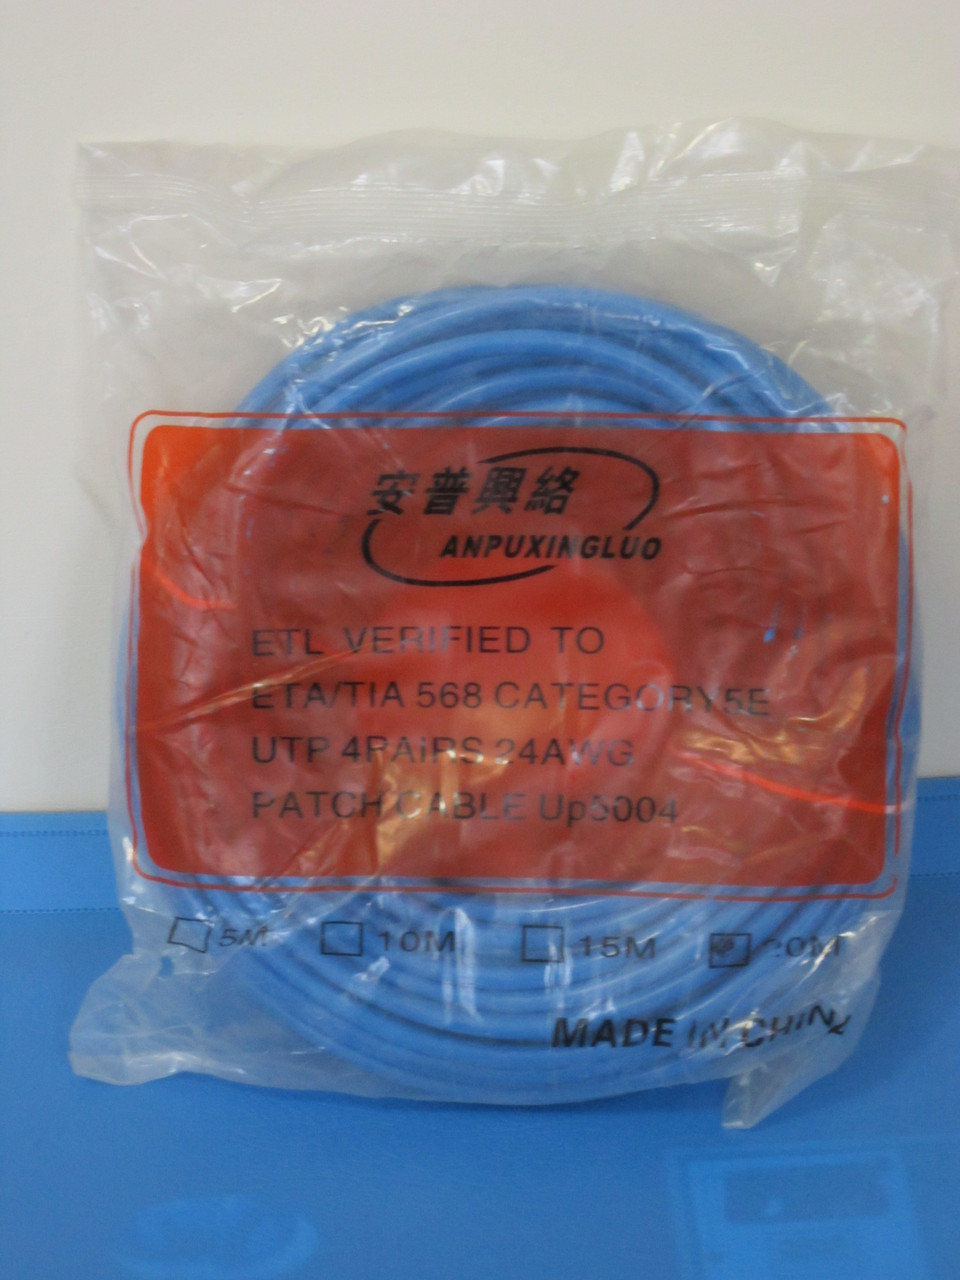 安普興絡
ANPUXINGLUO
ETL VERIFIED TO
ETA/TIA 568 CATEGORY5E
UTP 4PAIRS 24AWG
PATCH CABLE Up5004
5M 10M 15M 20M
MADE IN CHINA